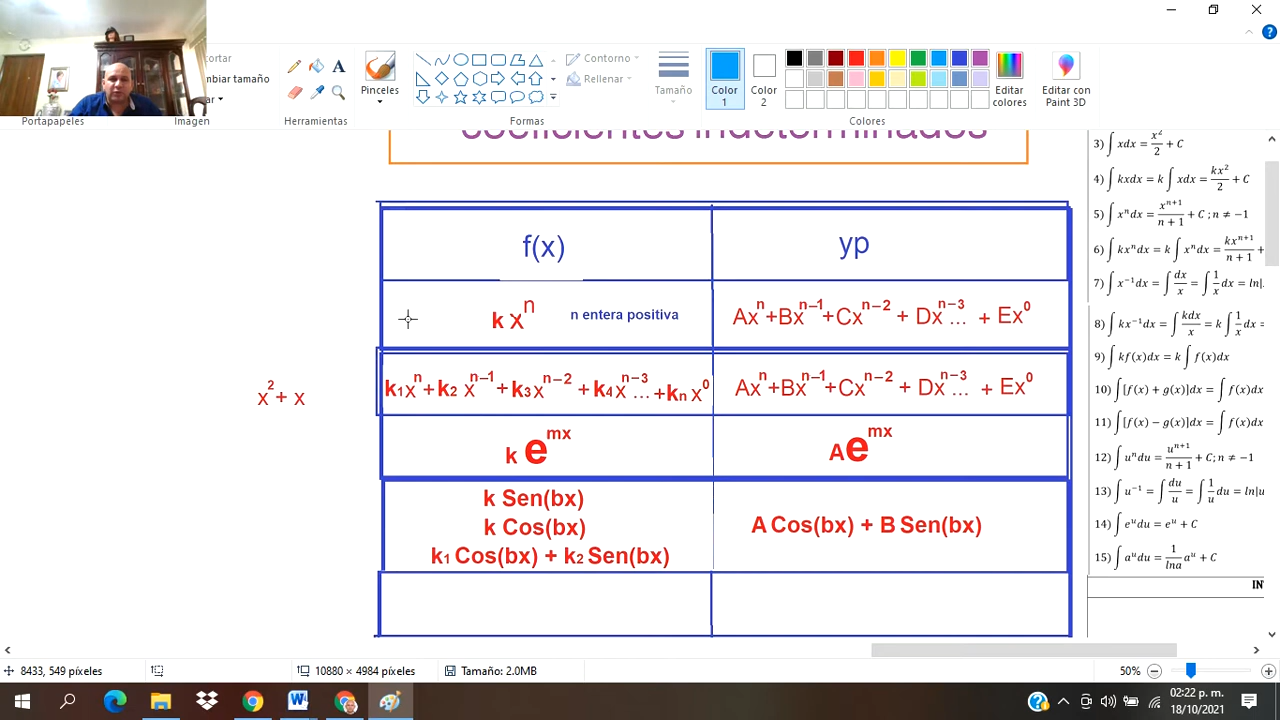 cortar
mbiar tamaño
ar
Portapapeles
Imagen
A
Herramientas
Pinceles
Contorno
Rellenar
Formas
Tamaño
Color
1
Color
2
Editar
colores
Editar con
Paint 3D
Colores
coeficientes indeterminados
f(x)
yp
k x^n n entera positiva
Ax^n+Bx^n−1+Cx^n−2 + Dx^n−3... + Ex^0
k₁x^n+k₂ x^n−1+k₃x^n−2 +k₄x^n−3... +kₙ x^0
Ax^n+Bx^n−1+Cx^n−2 + Dx^n−3... + Ex^0
x^2+ x
k e^mx
Ae^mx
k Sen(bx)
k Cos(bx)
k₁ Cos(bx) + k₂ Sen(bx)
A Cos(bx) + B Sen(bx)
3) ∫ xdx = x^2/2 + C
4) ∫ kxdx = k ∫ xdx = kx^2/2 + C
5) ∫ x^n dx = x^n+1/n + 1 + C ; n ≠ −1
6) ∫ kx^n dx = k ∫ x^n dx = kx^n+1/n + 1 +
7) ∫ x^−1 dx = ∫ dx/x = ∫ 1/x dx = ln|
8) ∫ kx^−1 dx = ∫ kdx/x = k ∫ 1/x dx =
9) ∫ kf(x)dx = k ∫ f(x)dx
10) ∫[f(x) + g(x)]dx = ∫ f(x)dx
11) ∫[f(x) − g(x)]dx = ∫ f(x)dx
12) ∫ u^n du = u^n+1/n + 1 + C; n ≠ −1
13) ∫ u^−1 = ∫ du/u = ∫ 1/u du = ln|u
14) ∫ e^u du = e^u + C
15) ∫ a^u du = 1/lna a^u + C
IN
8433, 549 píxeles
10880 × 4984 píxeles
Tamaño: 2.0MB
50%
02:22 p. m.
18/10/2021